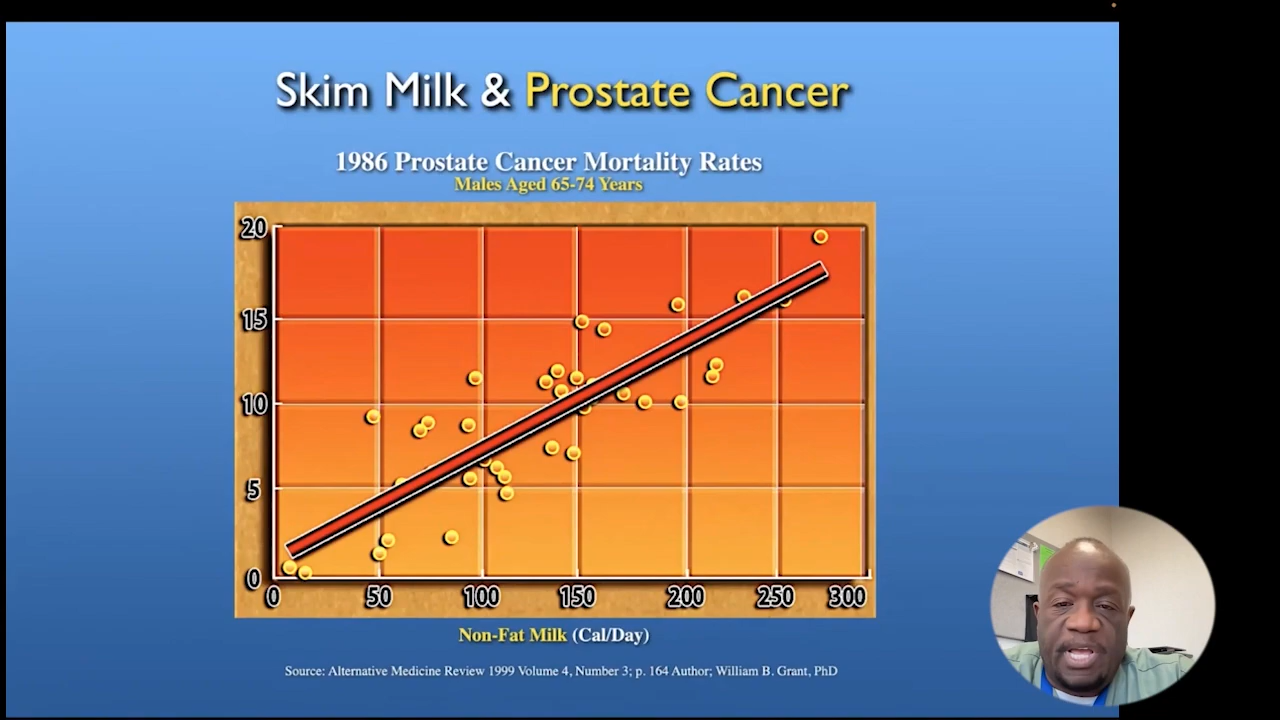 Skim Milk & Prostate Cancer
1986 Prostate Cancer Mortality Rates
Males Aged 65-74 Years
20
15
10
5
0
0 50 100 150 200 250 300
Non-Fat Milk (Cal/Day)
Source: Alternative Medicine Review 1999 Volume 4, Number 3; p. 164 Author; William B. Grant, PhD